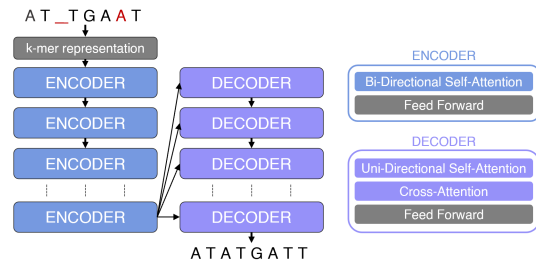 A T _ T G A A T
k-mer representation
ENCODER
ENCODER
ENCODER
ENCODER
DECODER
DECODER
DECODER
DECODER
A T A T G A T T
ENCODER
Bi-Directional Self-Attention
Feed Forward
DECODER
Uni-Directional Self-Attention
Cross-Attention
Feed Forward